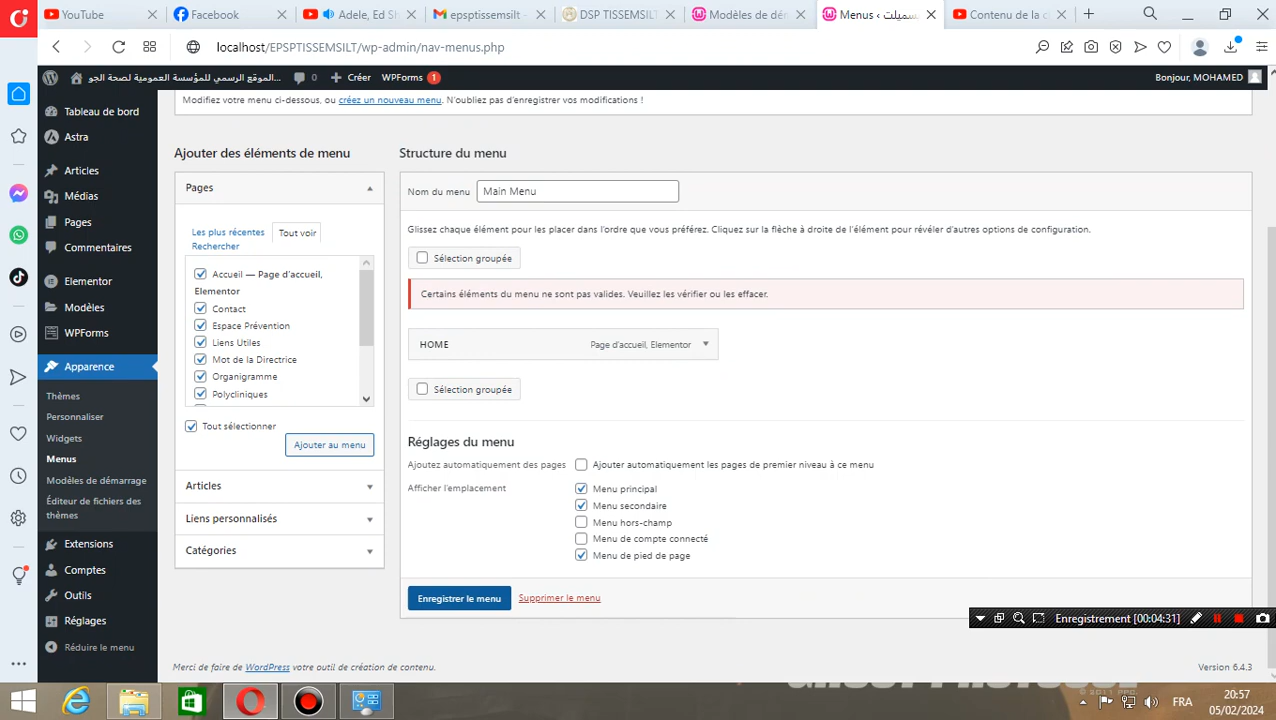 YouTube
Facebook
Adele, Ed Sh
epsptissemsilt -
DSP TISSEMSIL
Modèles de dém
Menus ‹ تيسمسيلت
Contenu de la c
localhost/EPSPTISSEMSILT/wp-admin/nav-menus.php
الموقع الرسمي للمؤسسة العمومية لصحة الجو...
0
Créer
WPForms
1
Bonjour, MOHAMED
Modifiez votre menu ci-dessous, ou créez un nouveau menu. N'oubliez pas d'enregistrer vos modifications !
Tableau de bord
Astra
Articles
Médias
Pages
Commentaires
Elementor
Modèles
WPForms
Apparence
Thèmes
Personnaliser
Widgets
Menus
Modèles de démarrage
Éditeur de fichiers des
thèmes
Extensions
Comptes
Outils
Réglages
Réduire le menu
Ajouter des éléments de menu
Pages
Les plus récentes
Tout voir
Rechercher
Accueil — Page d'accueil,
Elementor
Contact
Espace Prévention
Liens Utiles
Mot de la Directrice
Organigramme
Polycliniques
Tout sélectionner
Ajouter au menu
Articles
Liens personnalisés
Catégories
Structure du menu
Nom du menu
Main Menu
Glissez chaque élément pour les placer dans l'ordre que vous préférez. Cliquez sur la flèche à droite de l'élément pour révéler d'autres options de configuration.
Sélection groupée
Certains éléments du menu ne sont pas valides. Veuillez les vérifier ou les effacer.
HOME
Page d'accueil, Elementor
Sélection groupée
Réglages du menu
Ajoutez automatiquement des pages
Ajouter automatiquement les pages de premier niveau à ce menu
Afficher l'emplacement
Menu principal
Menu secondaire
Menu hors-champ
Menu de compte connecté
Menu de pied de page
Enregistrer le menu
Supprimer le menu
Enregistrement [00:04:31]
Merci de faire de WordPress votre outil de création de contenu.
Version 6.4.3
FRA
20:57
05/02/2024